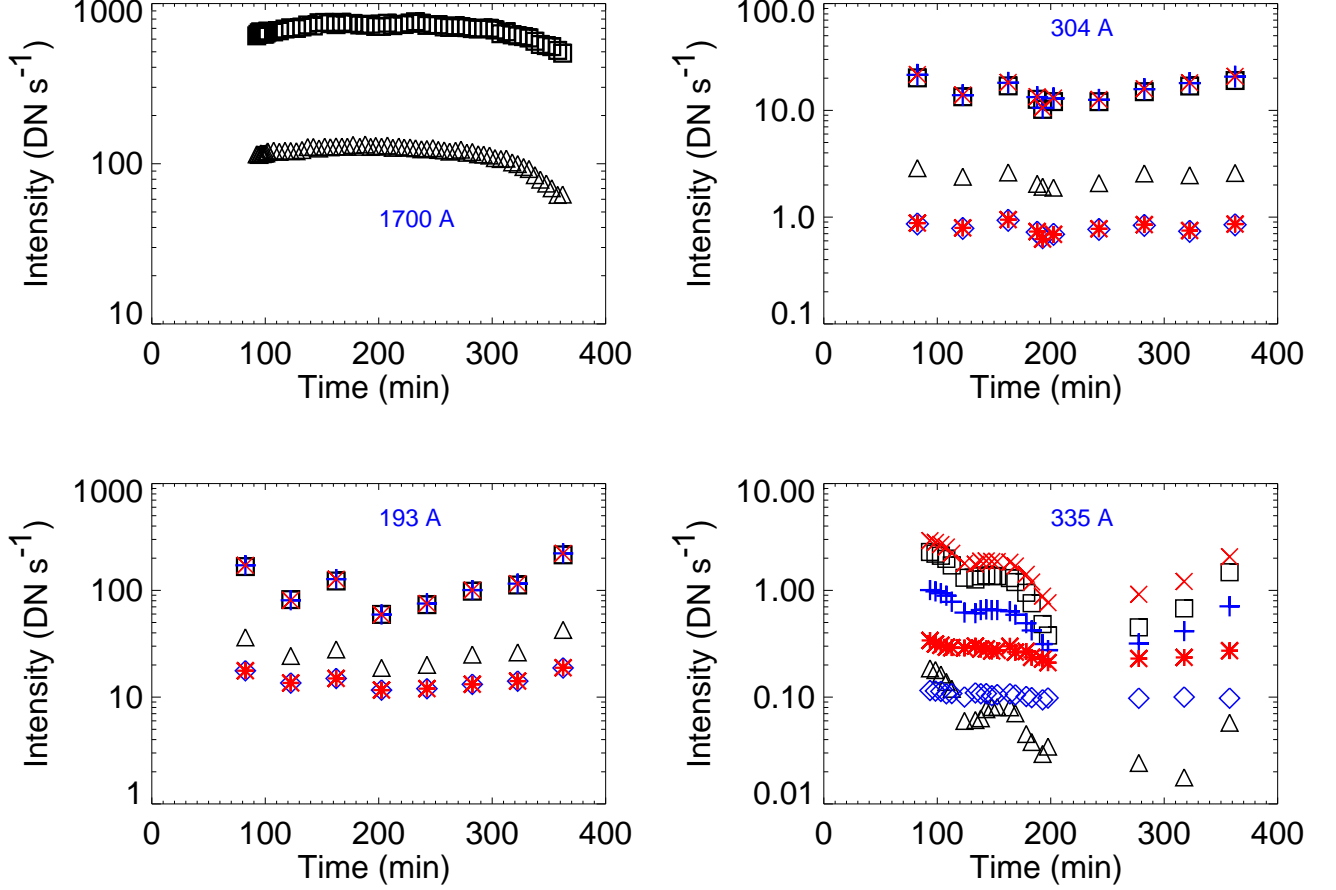 1000
100
10
Intensity (DN s-1)
1700 A
0 100 200 300 400
Time (min)
100.0
10.0
1.0
0.1
Intensity (DN s-1)
304 A
0 100 200 300 400
Time (min)
1000
100
10
1
Intensity (DN s-1)
193 A
0 100 200 300 400
Time (min)
10.00
1.00
0.10
0.01
Intensity (DN s-1)
335 A
0 100 200 300 400
Time (min)